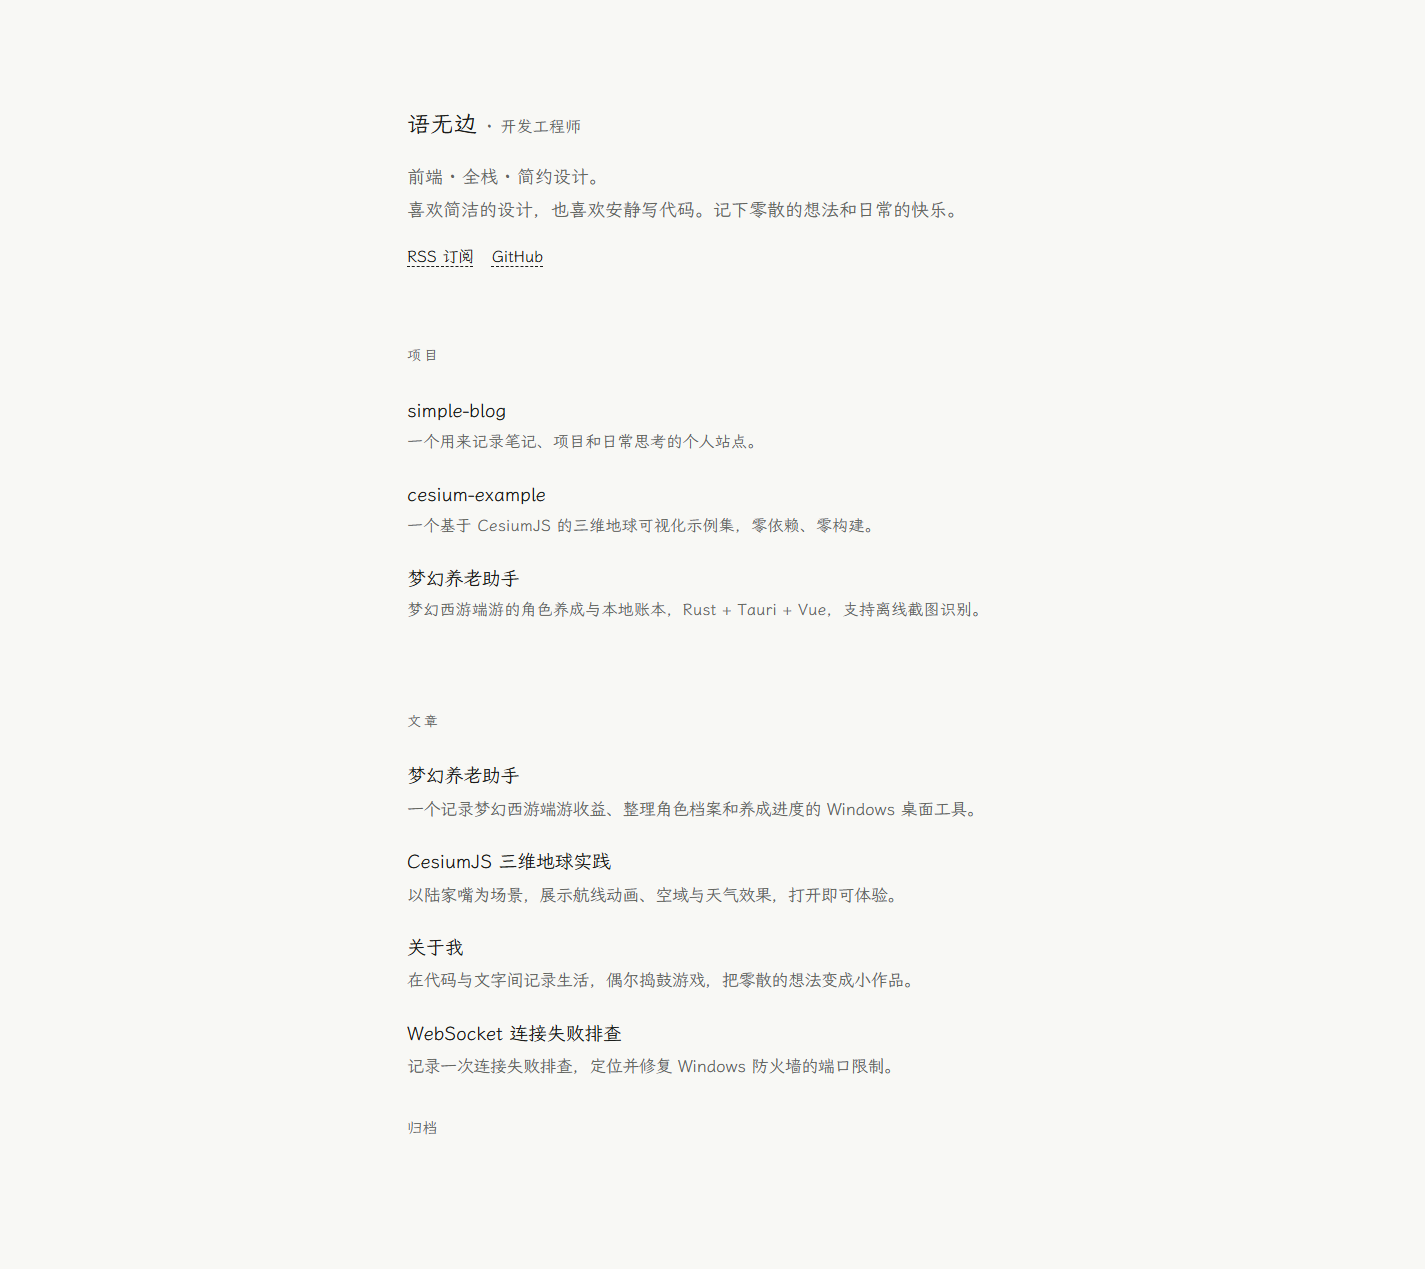 语无边 · 开发工程师
前端 · 全栈 · 简约设计。
喜欢简洁的设计，也喜欢安静写代码。记下零散的想法和日常的快乐。
RSS 订阅 GitHub
项目
simple-blog
一个用来记录笔记、项目和日常思考的个人站点。
cesium-example
一个基于 CesiumJS 的三维地球可视化示例集，零依赖、零构建。
梦幻养老助手
梦幻西游端游的角色养成与本地账本，Rust + Tauri + Vue，支持离线截图识别。
文章
梦幻养老助手
一个记录梦幻西游端游收益、整理角色档案和养成进度的 Windows 桌面工具。
CesiumJS 三维地球实践
以陆家嘴为场景，展示航线动画、空域与天气效果，打开即可体验。
关于我
在代码与文字间记录生活，偶尔捣鼓游戏，把零散的想法变成小作品。
WebSocket 连接失败排查
记录一次连接失败排查，定位并修复 Windows 防火墙的端口限制。
归档